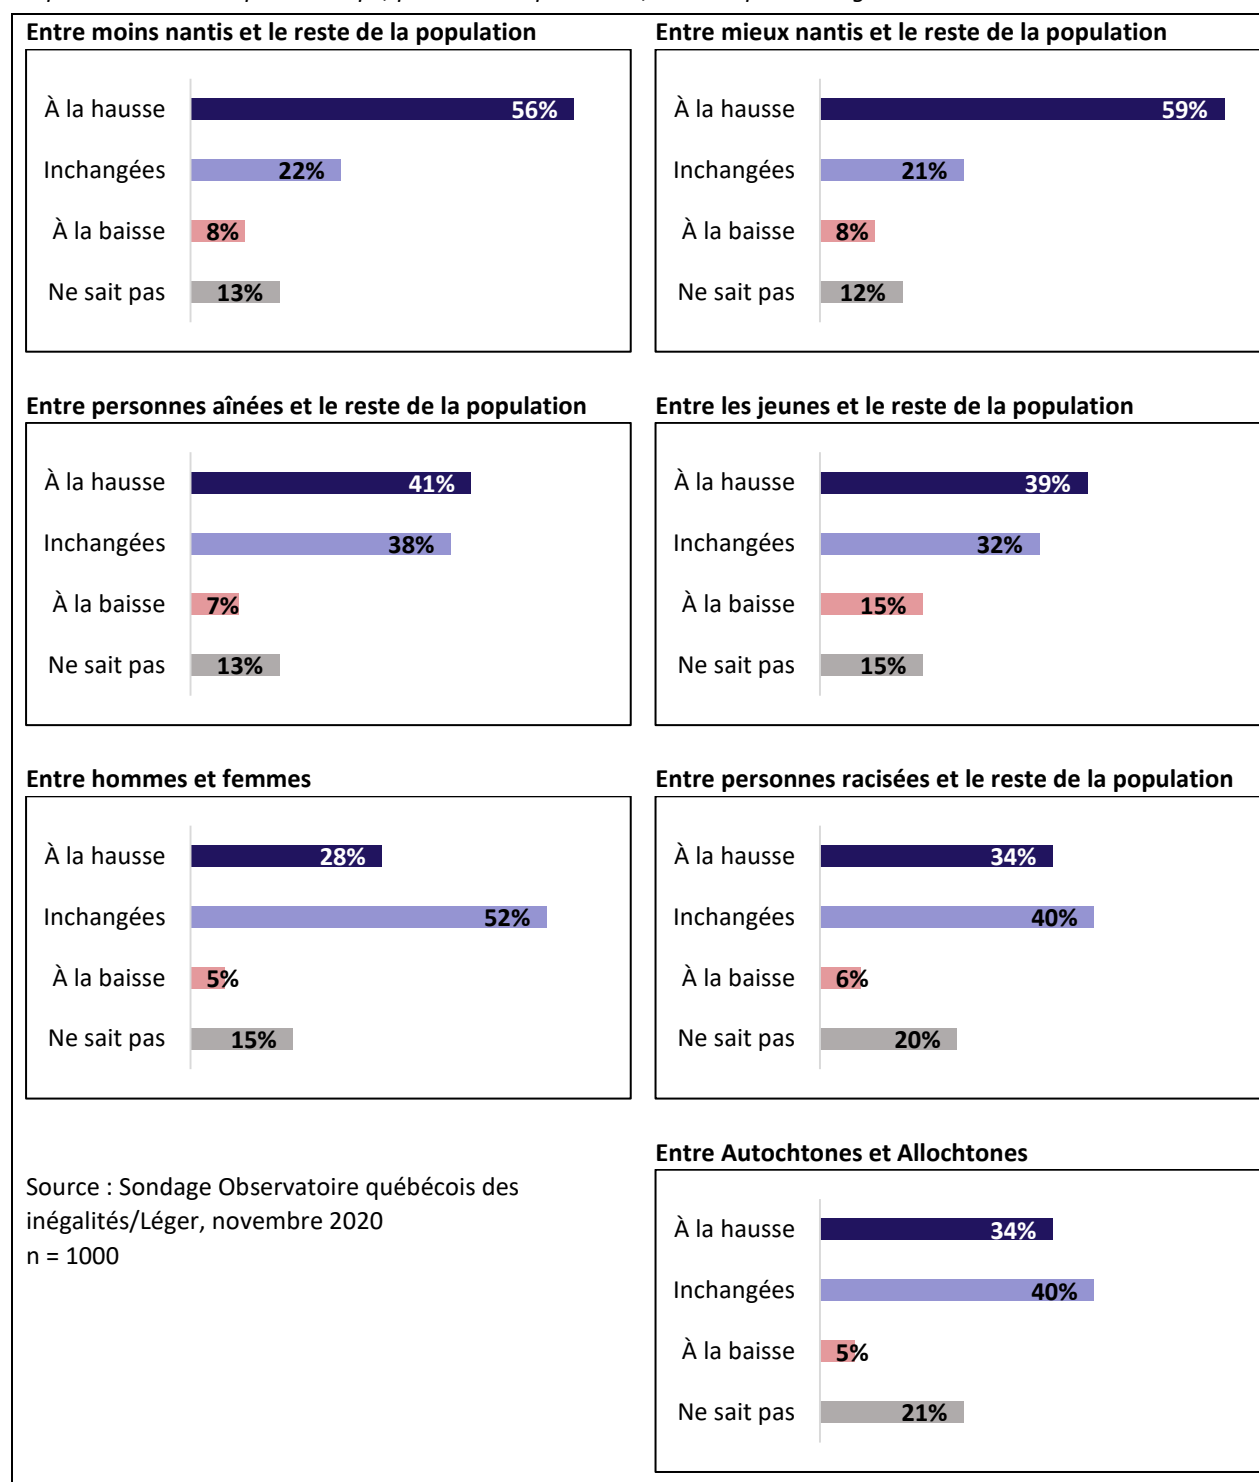 Entre moins nantis et le reste de la population
À la hausse 56%
Inchangées 22%
À la baisse 8%
Ne sait pas 13%
Entre mieux nantis et le reste de la population
À la hausse 59%
Inchangées 21%
À la baisse 8%
Ne sait pas 12%
Entre personnes aînées et le reste de la population
À la hausse 41%
Inchangées 38%
À la baisse 7%
Ne sait pas 13%
Entre les jeunes et le reste de la population
À la hausse 39%
Inchangées 32%
À la baisse 15%
Ne sait pas 15%
Entre hommes et femmes
À la hausse 28%
Inchangées 52%
À la baisse 5%
Ne sait pas 15%
Entre personnes racisées et le reste de la population
À la hausse 34%
Inchangées 40%
À la baisse 6%
Ne sait pas 20%
Source : Sondage Observatoire québécois des
inégalités/Léger, novembre 2020
n = 1000
Entre Autochtones et Allochtones
À la hausse 34%
Inchangées 40%
À la baisse 5%
Ne sait pas 21%